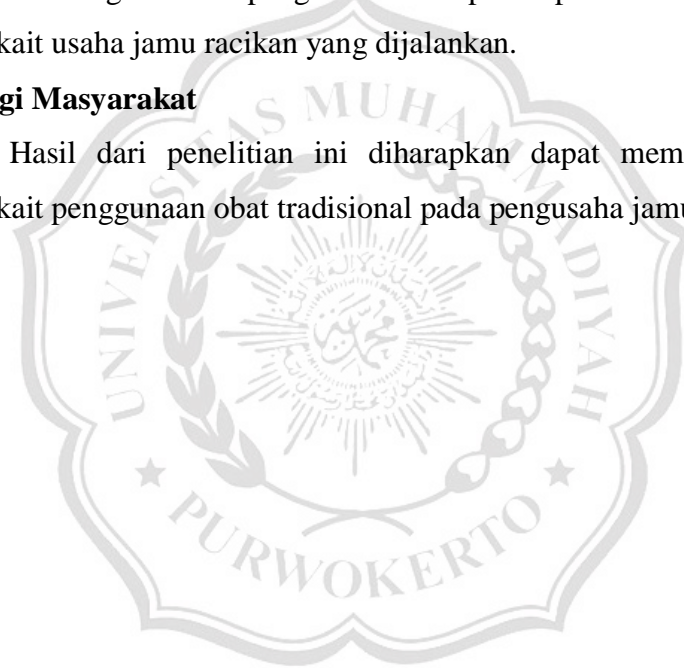 kait usaha jamu racikan yang dijalankan.
gi Masyarakat
Hasil dari penelitian ini diharapkan dapat mem
kait penggunaan obat tradisional pada pengusaha jamu
UNIVERSITAS MUHAMMADIYAH
PURWOKERTO